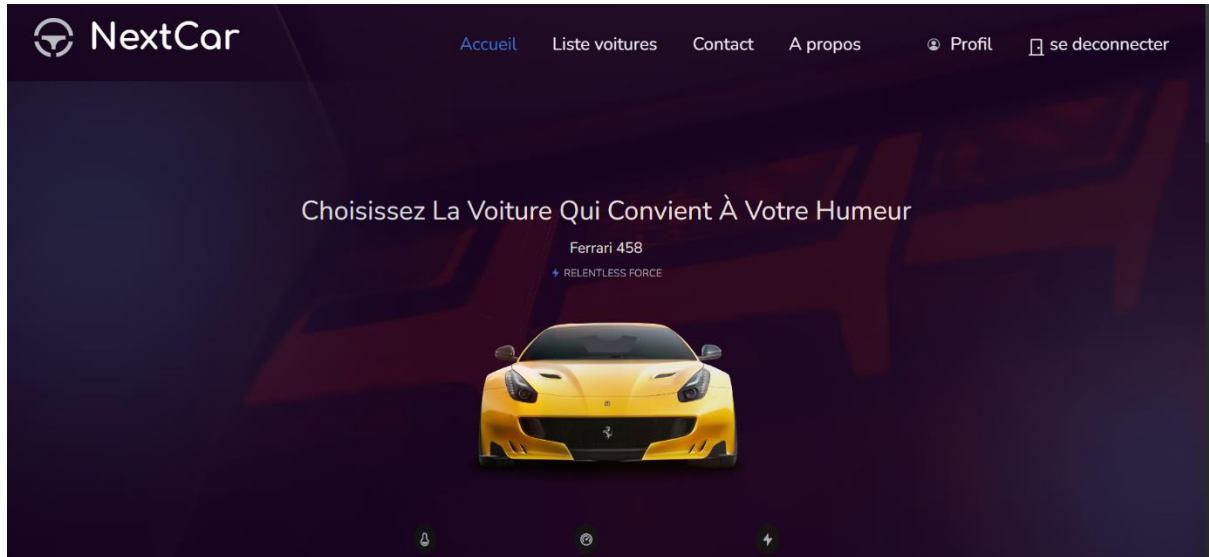 NextCar
Accueil Liste voitures Contact A propos Profil se deconnecter
Choisissez La Voiture Qui Convient À Votre Humeur
Ferrari 458
RELENTLESS FORCE